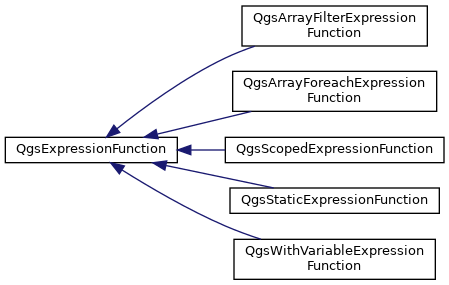 QgsArrayFilterExpression
Function
QgsArrayForeachExpression
Function
QgsExpressionFunction
QgsScopedExpressionFunction
QgsStaticExpressionFunction
QgsWithVariableExpression
Function